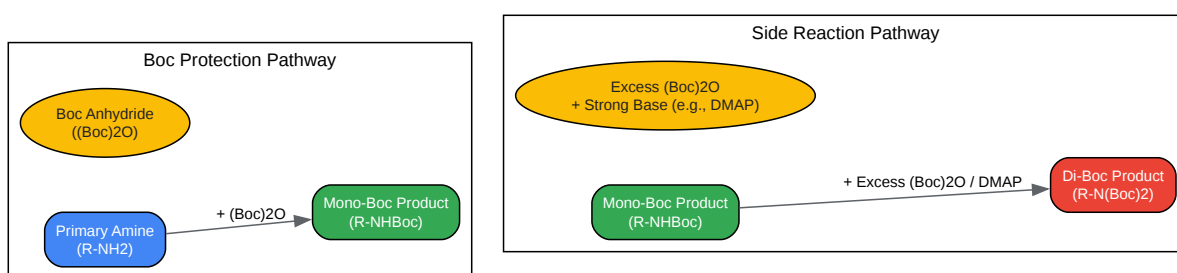 Boc Protection Pathway
Boc Anhydride
((Boc)2O)
Primary Amine
(R-NH2)
+ (Boc)2O
Mono-Boc Product
(R-NHBoc)
Side Reaction Pathway
Excess (Boc)2O
+ Strong Base (e.g., DMAP)
Mono-Boc Product
(R-NHBoc)
+ Excess (Boc)2O / DMAP
Di-Boc Product
(R-N(Boc)2)